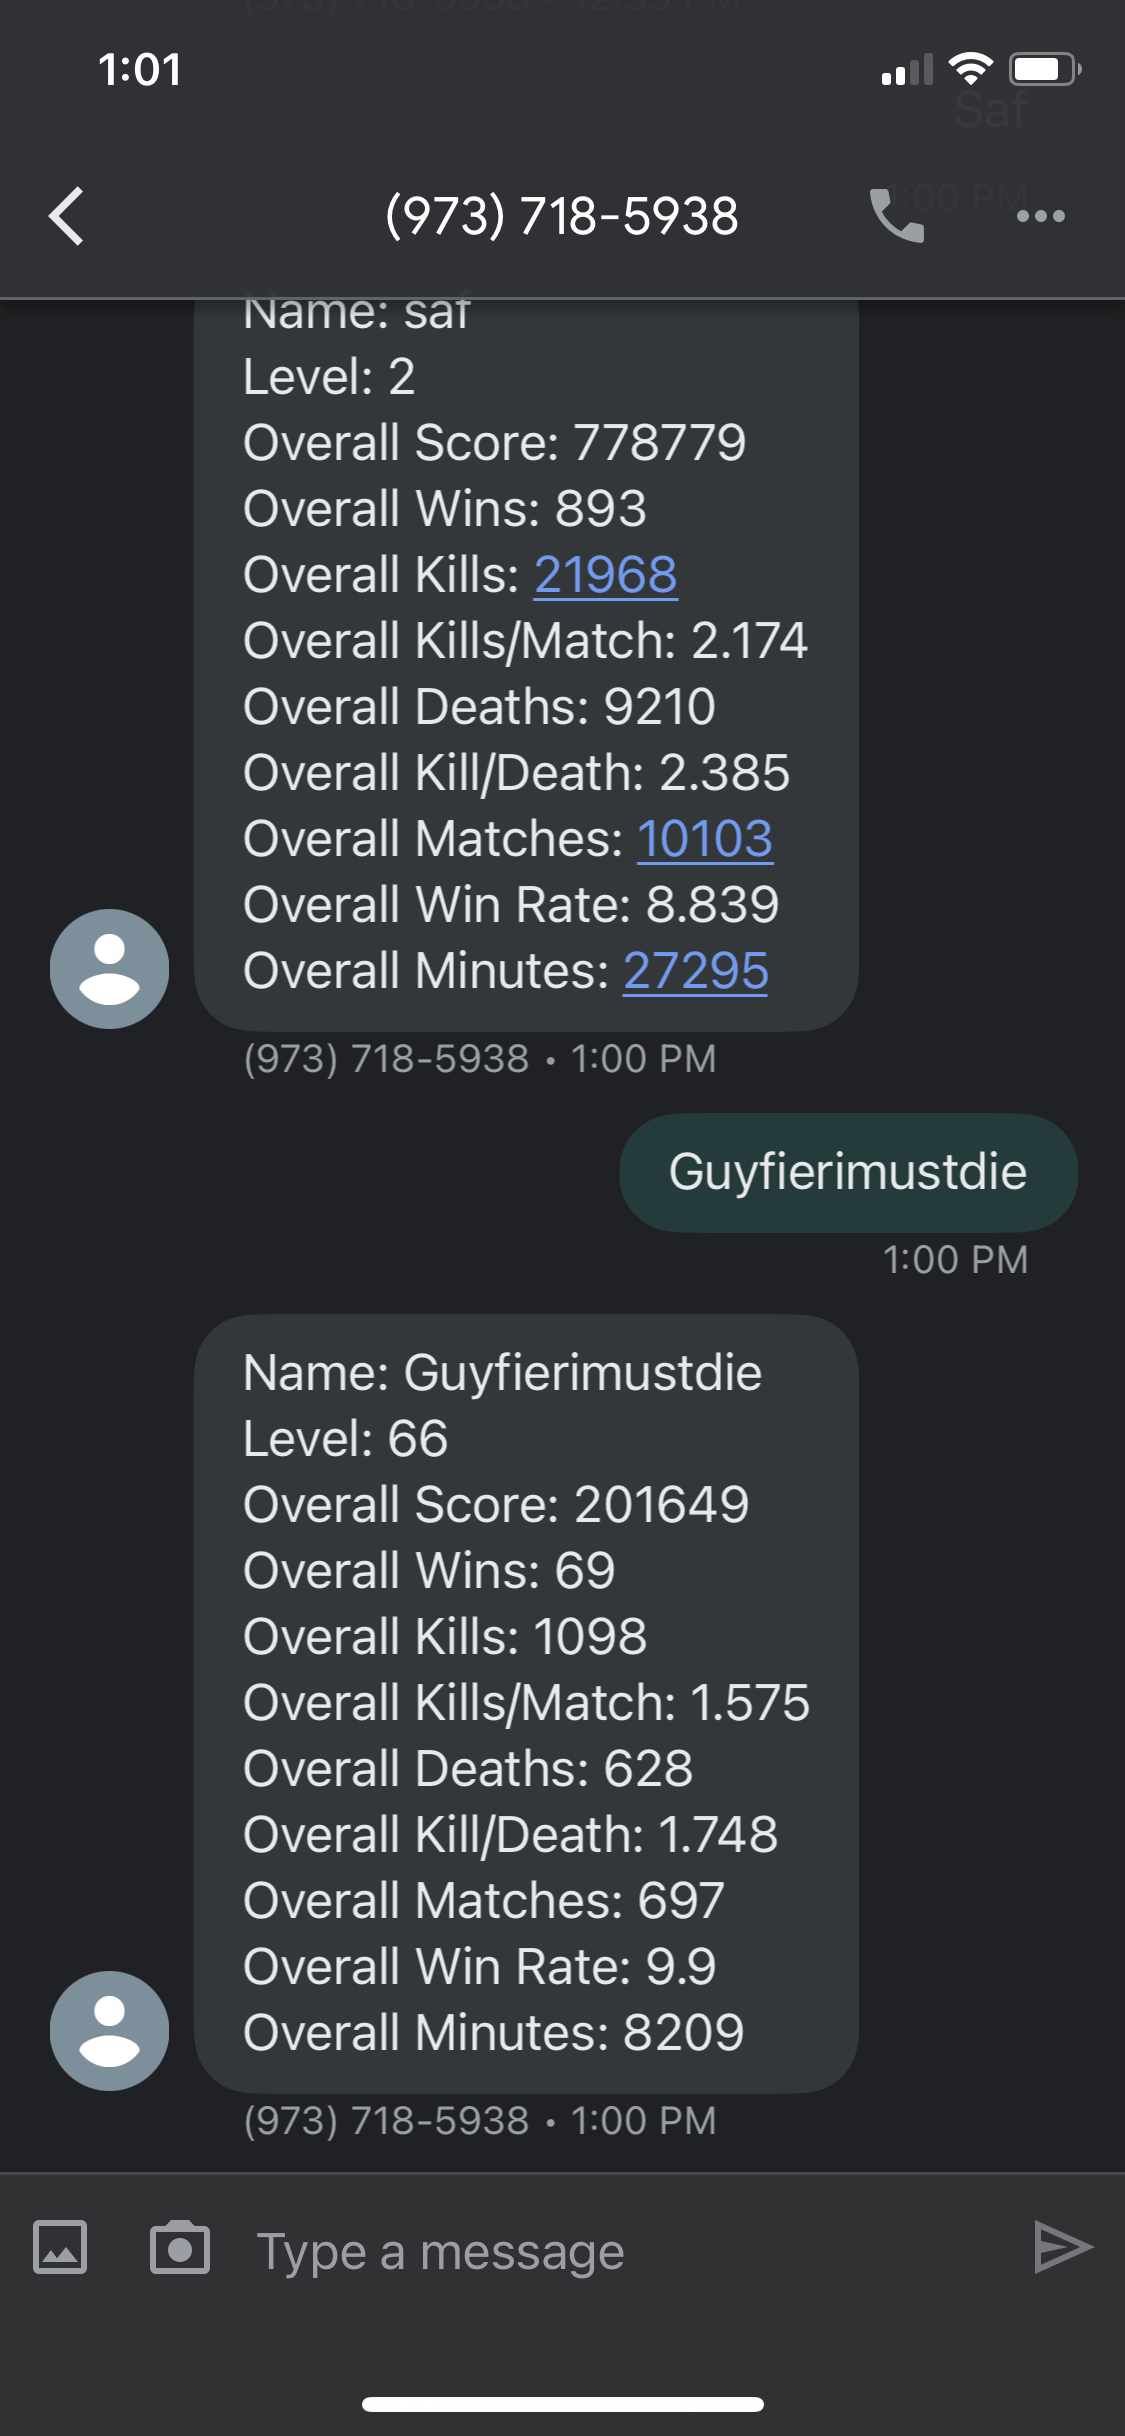 1:01
Saf
1:00 PM
(973) 718-5938
Name: saf
Level: 2
Overall Score: 778779
Overall Wins: 893
Overall Kills: 21968
Overall Kills/Match: 2.174
Overall Deaths: 9210
Overall Kill/Death: 2.385
Overall Matches: 10103
Overall Win Rate: 8.839
Overall Minutes: 27295
(973) 718-5938 • 1:00 PM
Guyfierimustdie
1:00 PM
Name: Guyfierimustdie
Level: 66
Overall Score: 201649
Overall Wins: 69
Overall Kills: 1098
Overall Kills/Match: 1.575
Overall Deaths: 628
Overall Kill/Death: 1.748
Overall Matches: 697
Overall Win Rate: 9.9
Overall Minutes: 8209
(973) 718-5938 • 1:00 PM
Type a message